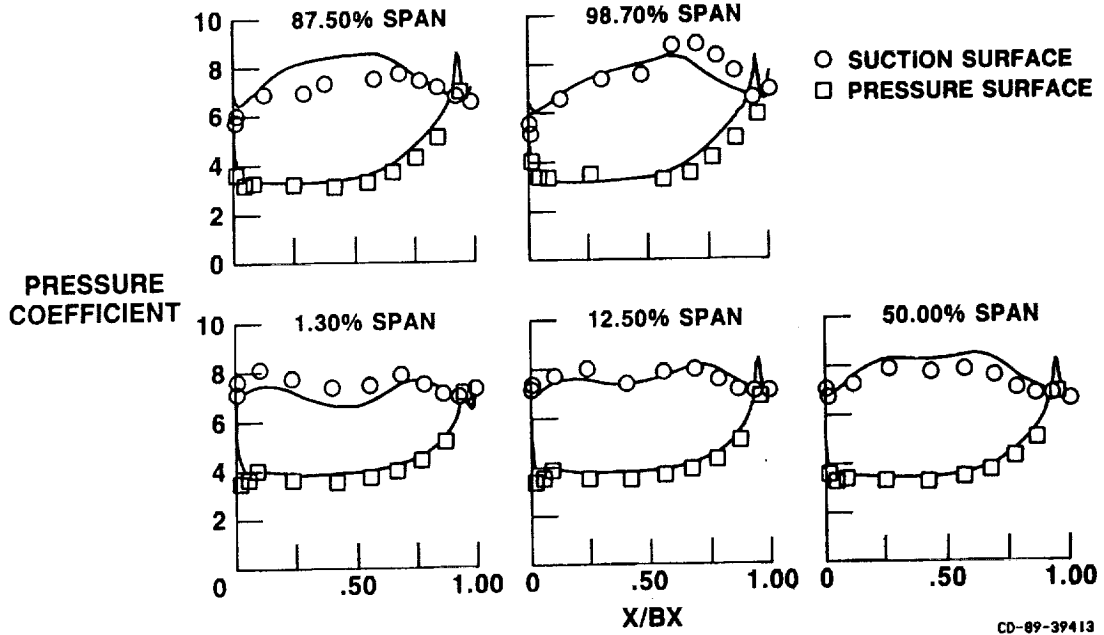 87.50% SPAN
98.70% SPAN
○ SUCTION SURFACE
□ PRESSURE SURFACE
10
8
6
4
2
0
PRESSURE
COEFFICIENT
1.30% SPAN
12.50% SPAN
50.00% SPAN
10
8
6
4
2
0
0 .50 1.00
0 .50 1.00
0 .50 1.00
X/BX
CD-89-39413